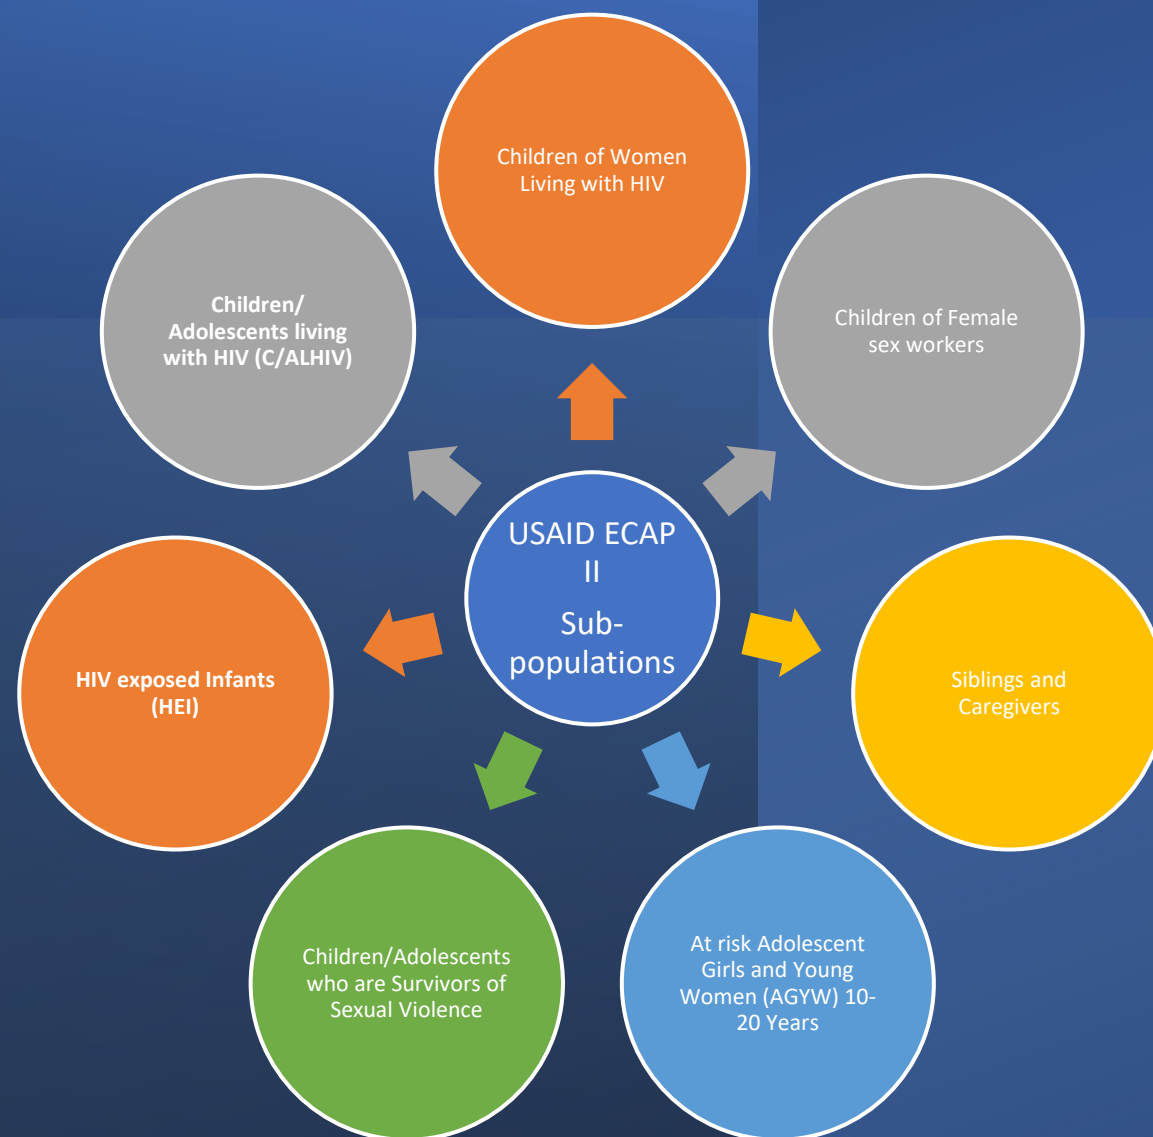 Children of Women
Living with HIV
Children of Female
sex workers
Siblings and
Caregivers
At risk Adolescent
Girls and Young
Women (AGYW) 10-
20 Years
Children/Adolescents
who are Survivors of
Sexual Violence
HIV exposed Infants
(HEI)
Children/
Adolescents living
with HIV (C/ALHIV)
USAID ECAP
II
Sub-
populations